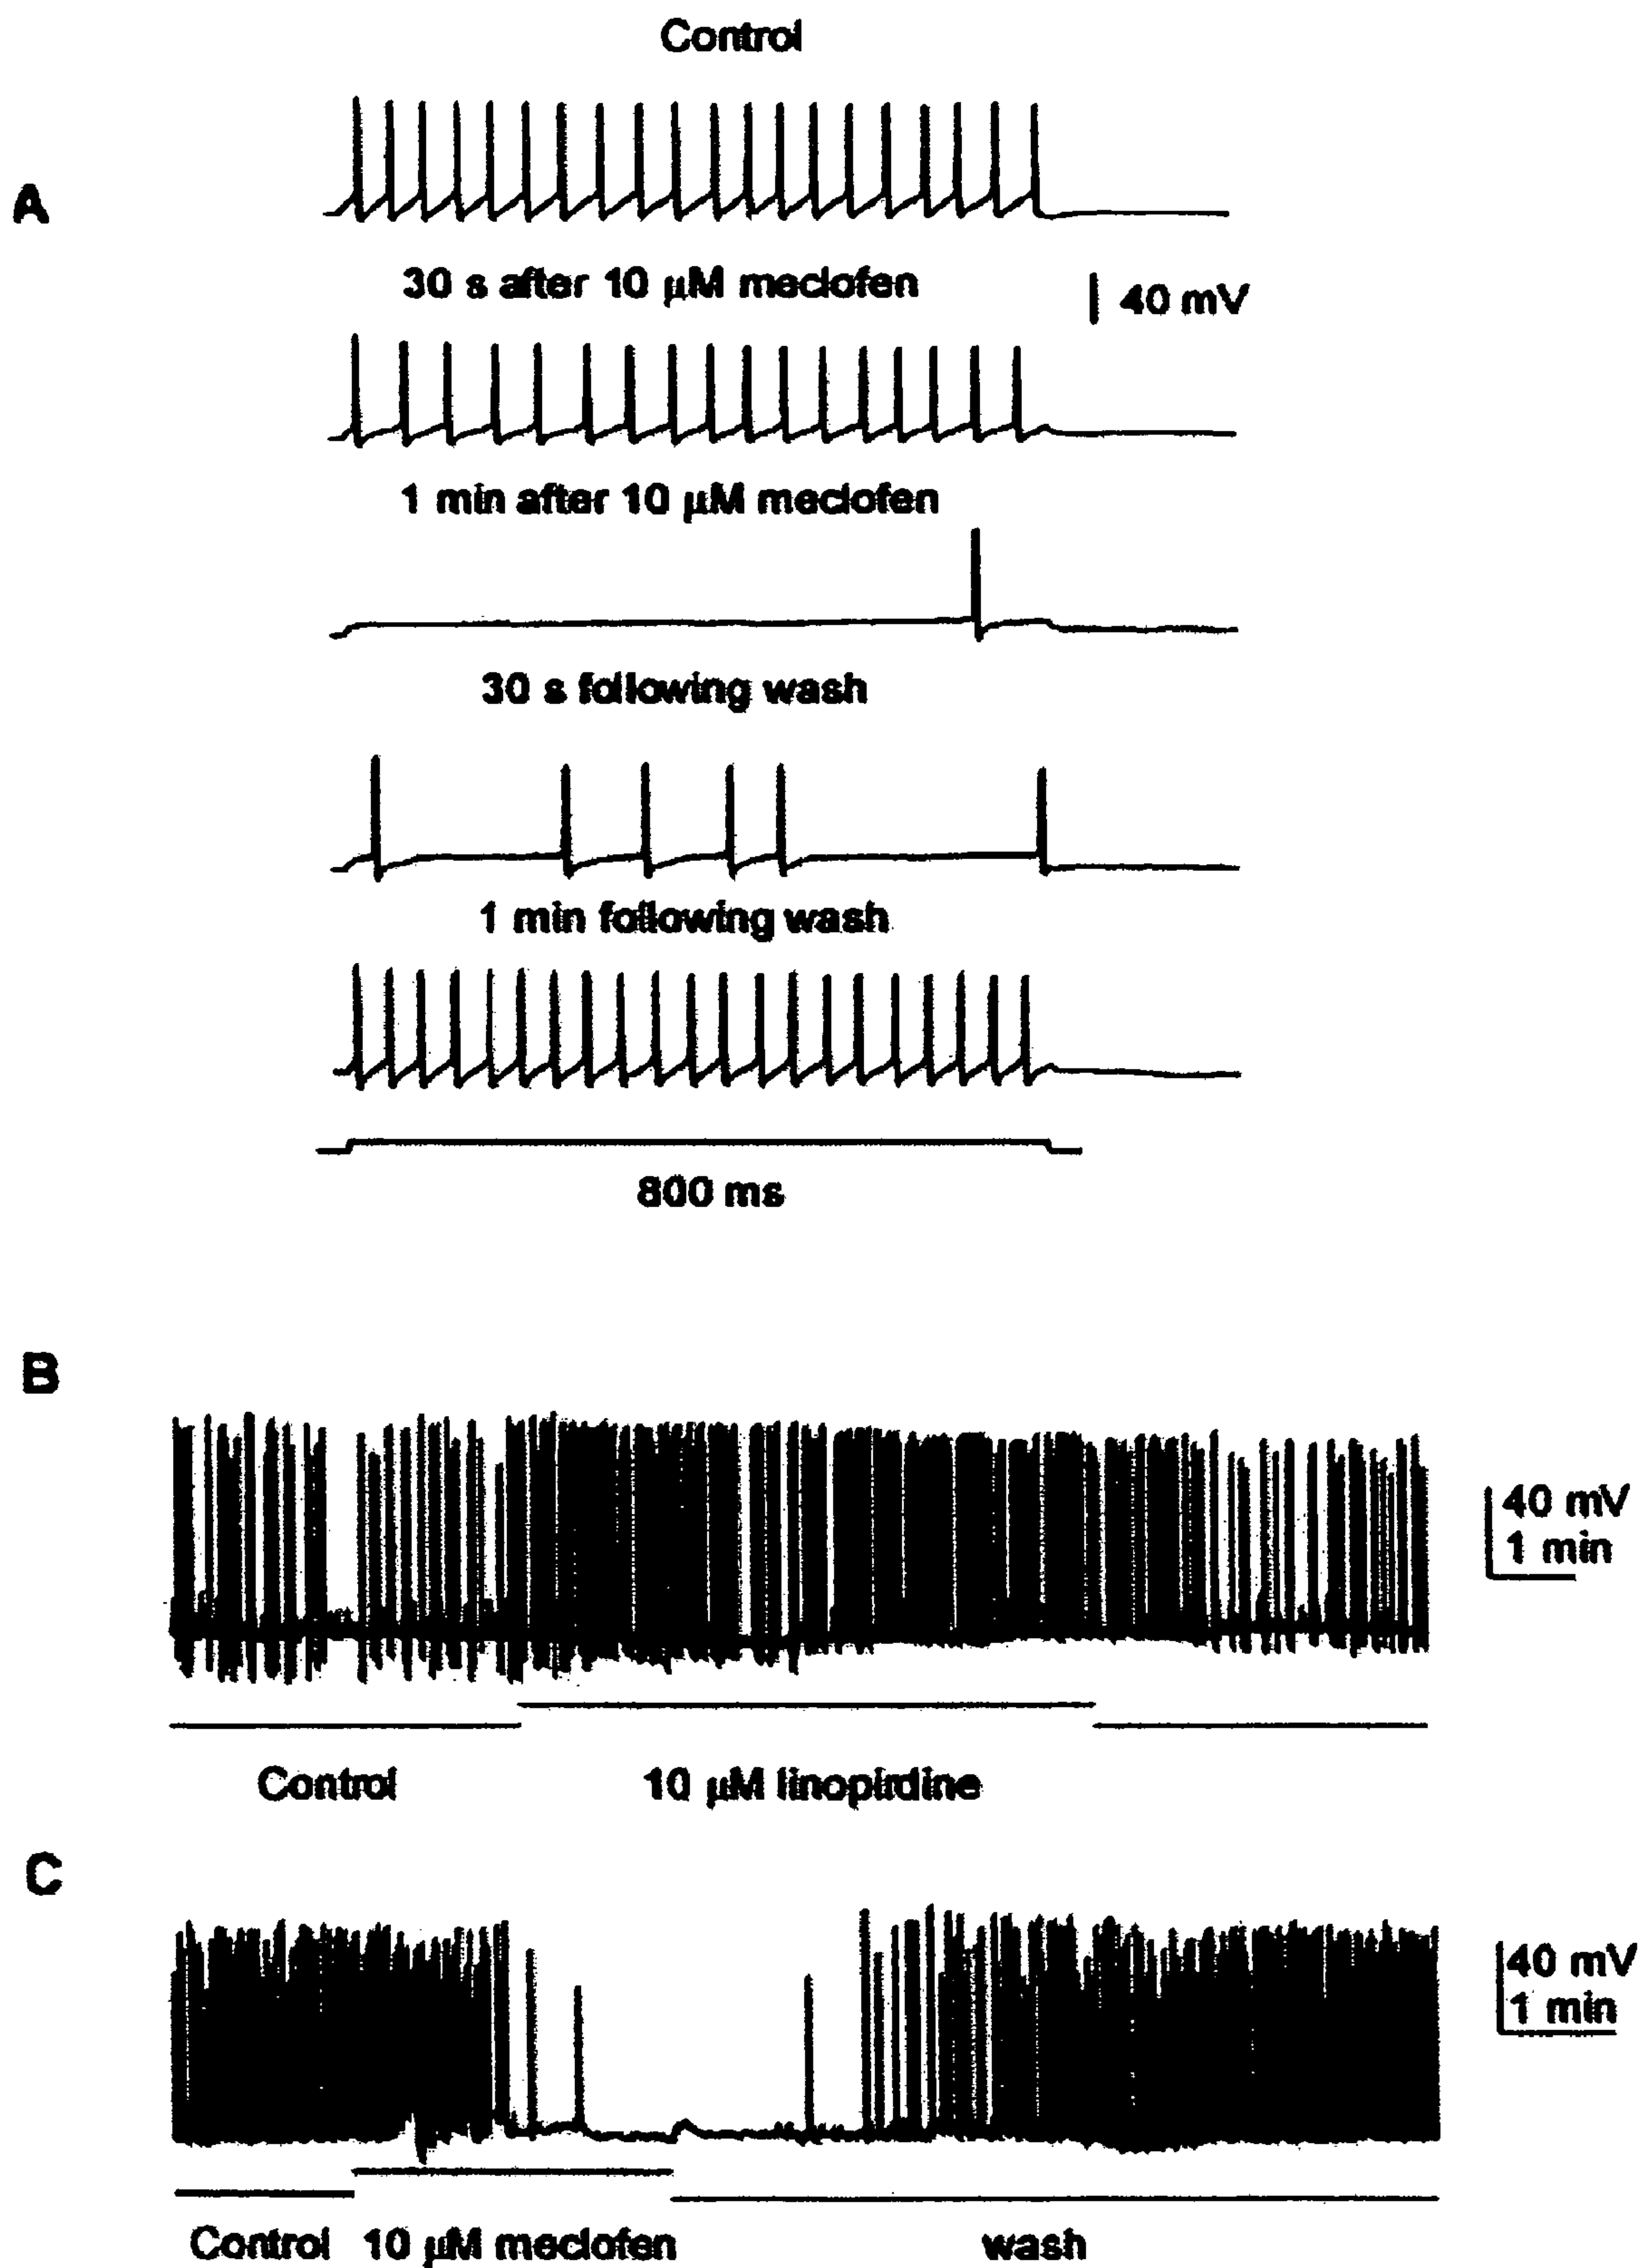 Control
A
30 s after 10 µM meclofen
40 mV
1 min after 10 µM meclofen
30 s following wash
1 min following wash
800 ms
B
40 mV
1 min
Control
10 µM linopirdine
C
40 mV
1 min
Control
10 µM meclofen
wash